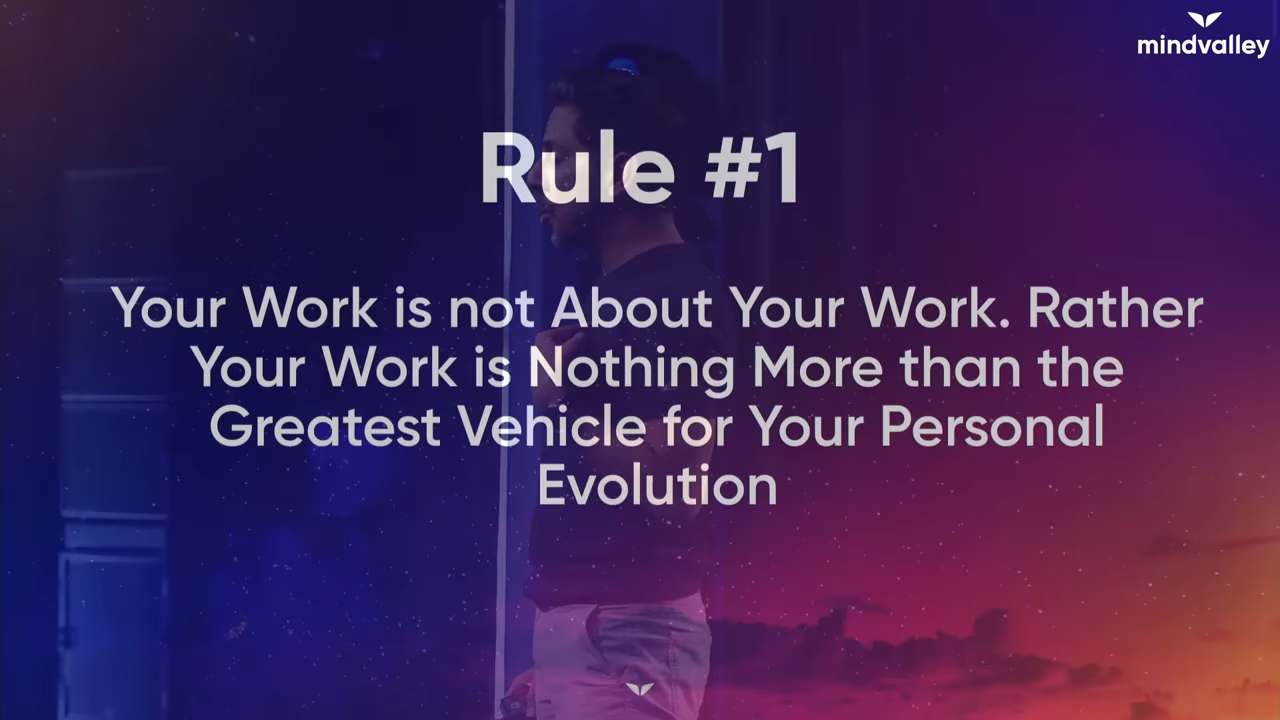 mindvalley
Rule #1
Your Work is not About Your Work. Rather
Your Work is Nothing More than the
Greatest Vehicle for Your Personal
Evolution